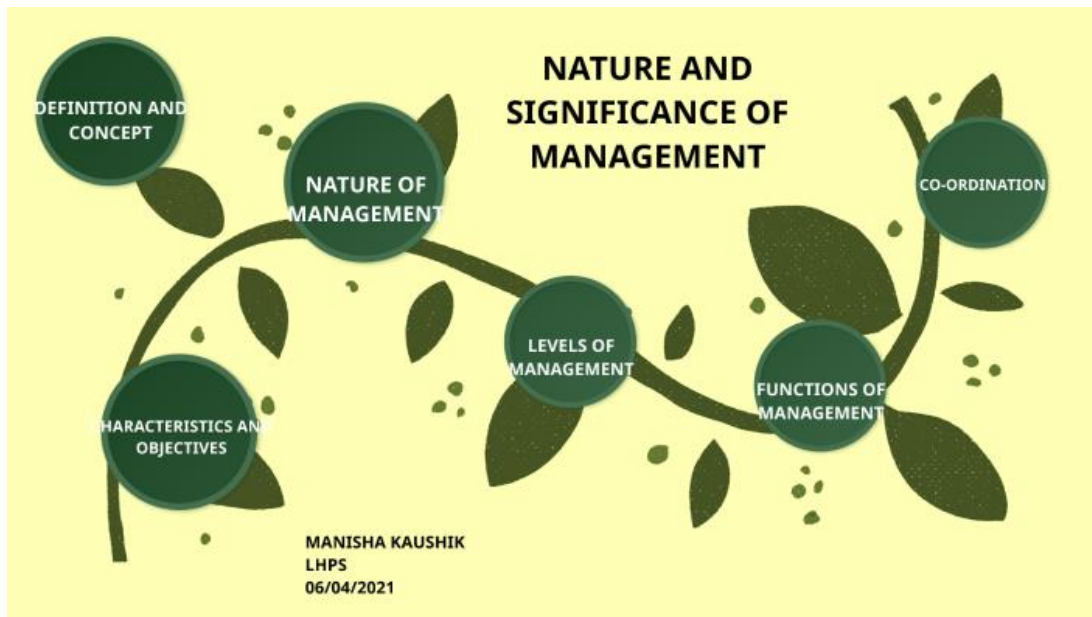 NATURE AND
SIGNIFICANCE OF
MANAGEMENT
DEFINITION AND
CONCEPT
NATURE OF
MANAGEMENT
CO-ORDINATION
LEVELS OF
MANAGEMENT
FUNCTIONS OF
MANAGEMENT
CHARACTERISTICS AND
OBJECTIVES
MANISHA KAUSHIK
LHPS
06/04/2021